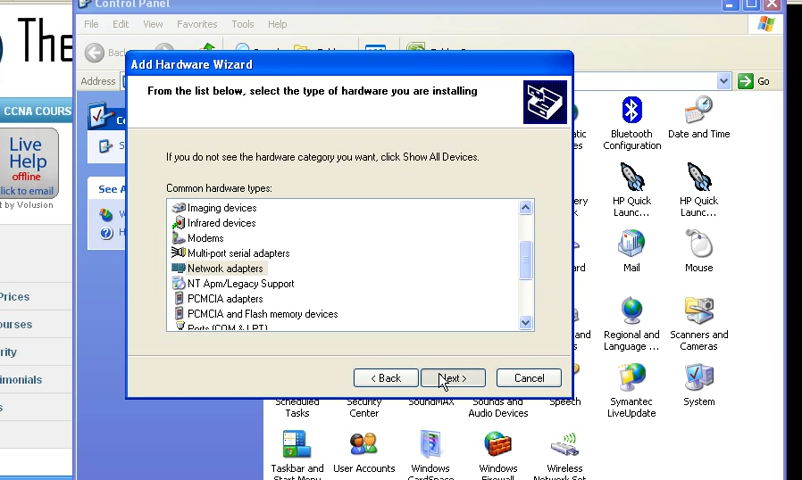 Control Panel
File Edit View Favorites Tools Help
The
Back
Address
Go
Add Hardware Wizard
From the list below, select the type of hardware you are installing
If you do not see the hardware category you want, click Show All Devices.
Common hardware types:
Imaging devices
Infrared devices
Modems
Multi-port serial adapters
Network adapters
NT Apm/Legacy Support
PCMCIA adapters
PCMCIA and Flash memory devices
Ports (COM & LPT)
< Back
Next >
Cancel
CCNA COURS
Live
Help
offline
lick to email
t by Volusion
See A
Prices
ourses
rity
imonials
s
Bluetooth
Configuration
Date and Time
HP Quick
Launc...
HP Quick
Launc...
Mail
Mouse
Regional and
Language ...
Scanners and
Cameras
Scheduled
Tasks
Security
Center
SoundMAX
Sounds and
Audio Devices
Speech
Symantec
LiveUpdate
System
Taskbar and
Start Menu
User Accounts
Windows
CardSpace
Windows
Firewall
Wireless
Network Set